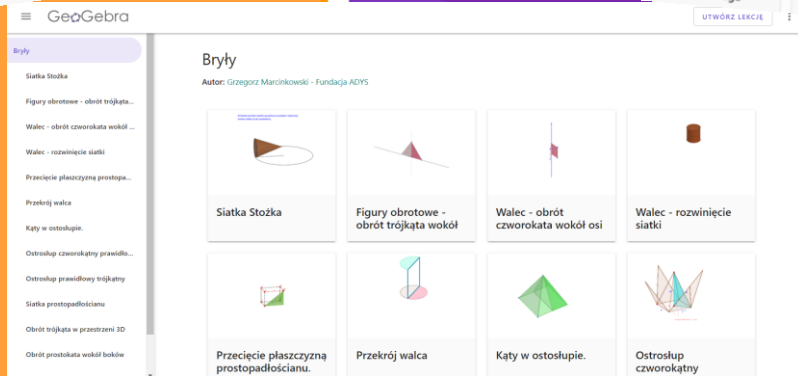 GeoGebra
UTWÓRZ LEKCJĘ
Bryły
Siatka Stożka
Figury obrotowe - obrót trójkąta...
Walec - obrót czworokata wokół ...
Walec - rozwinięcie siatki
Przecięcie płaszczyzną prostopa...
Przekrój walca
Kąty w ostosłupie.
Ostrosłup czworokątny prawidło...
Ostrosłup prawidłowy trójkątny
Siatka prostopadłościanu
Obrót trójkąta w przestrzeni 3D
Obrót prostokata wokół boków
Bryły
Autor: Grzegorz Marcinkowski - Fundacja ADYS
Siatka Stożka
Figury obrotowe -
obrót trójkąta wokół
Walec - obrót
czworokata wokół osi
Walec - rozwinięcie
siatki
Przecięcie płaszczyzną
prostopadłościanu.
Przekrój walca
Kąty w ostosłupie.
Ostrosłup
czworokątny